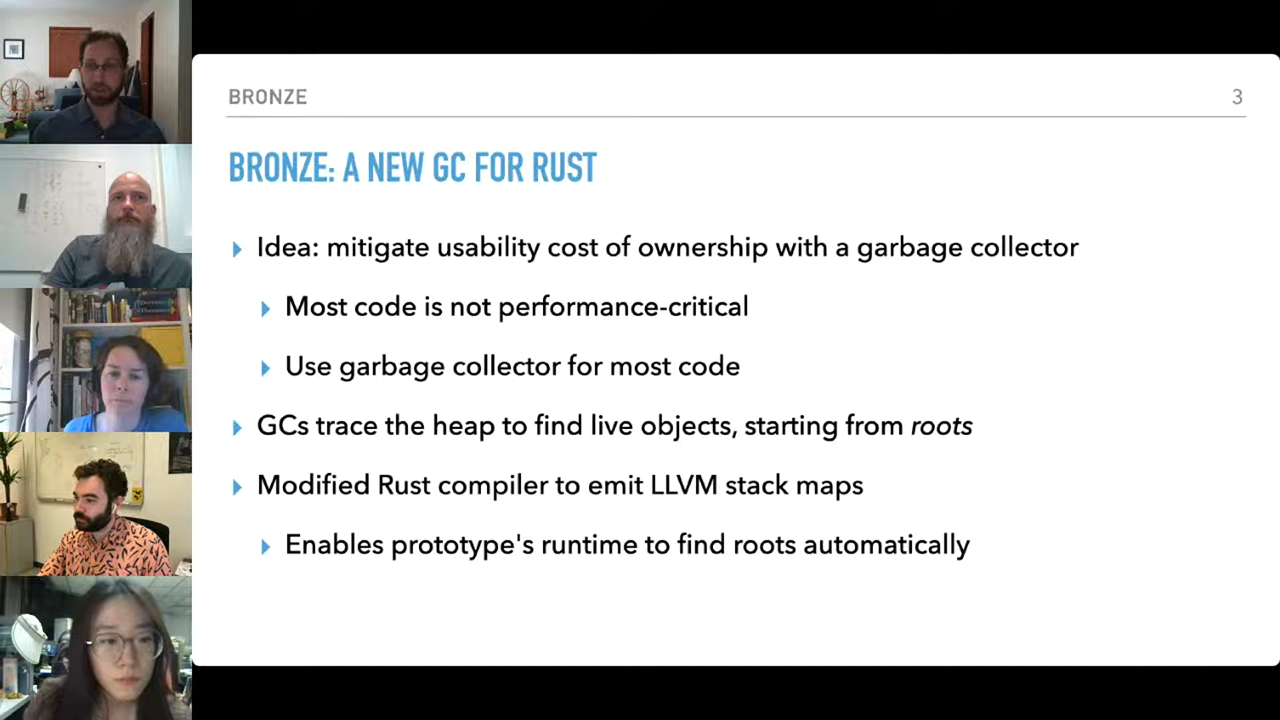 BRONZE
3
BRONZE: A NEW GC FOR RUST
Idea: mitigate usability cost of ownership with a garbage collector
Most code is not performance-critical
Use garbage collector for most code
GCs trace the heap to find live objects, starting from roots
Modified Rust compiler to emit LLVM stack maps
Enables prototype's runtime to find roots automatically